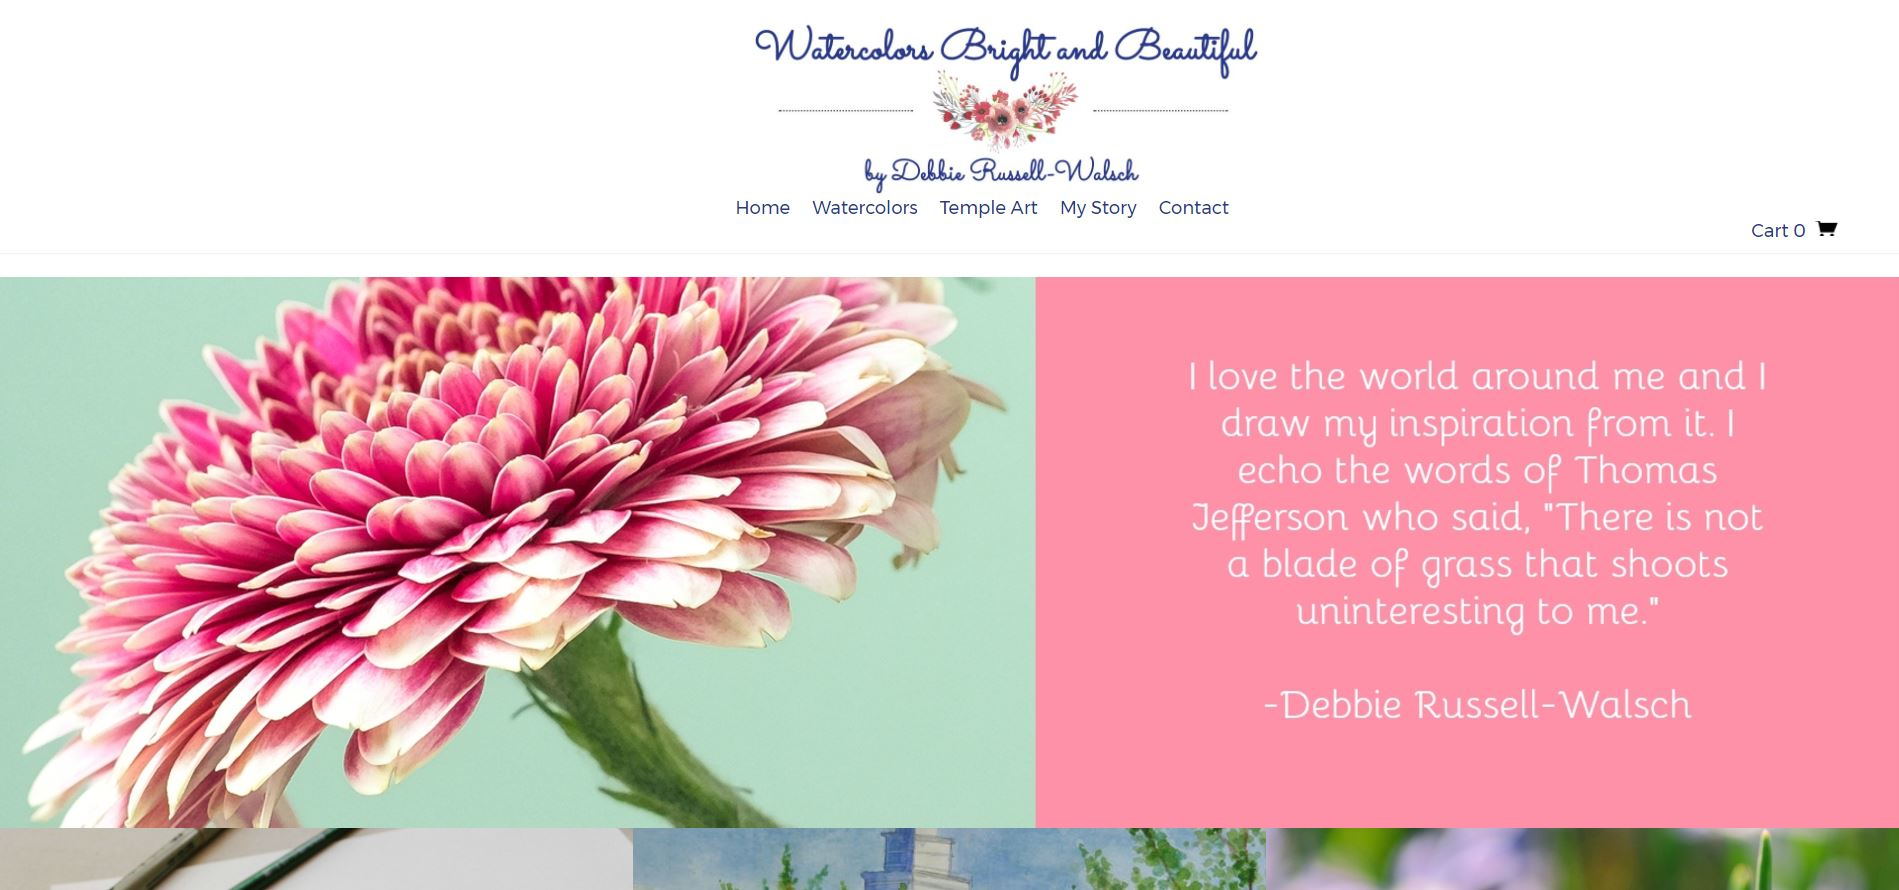 Watercolors Bright and Beautiful
by Debbie Russell-Walsch
Home Watercolors Temple Art My Story Contact
Cart 0
I love the world around me and I
draw my inspiration from it. I
echo the words of Thomas
Jefferson who said, "There is not
a blade of grass that shoots
uninteresting to me."
-Debbie Russell-Walsch